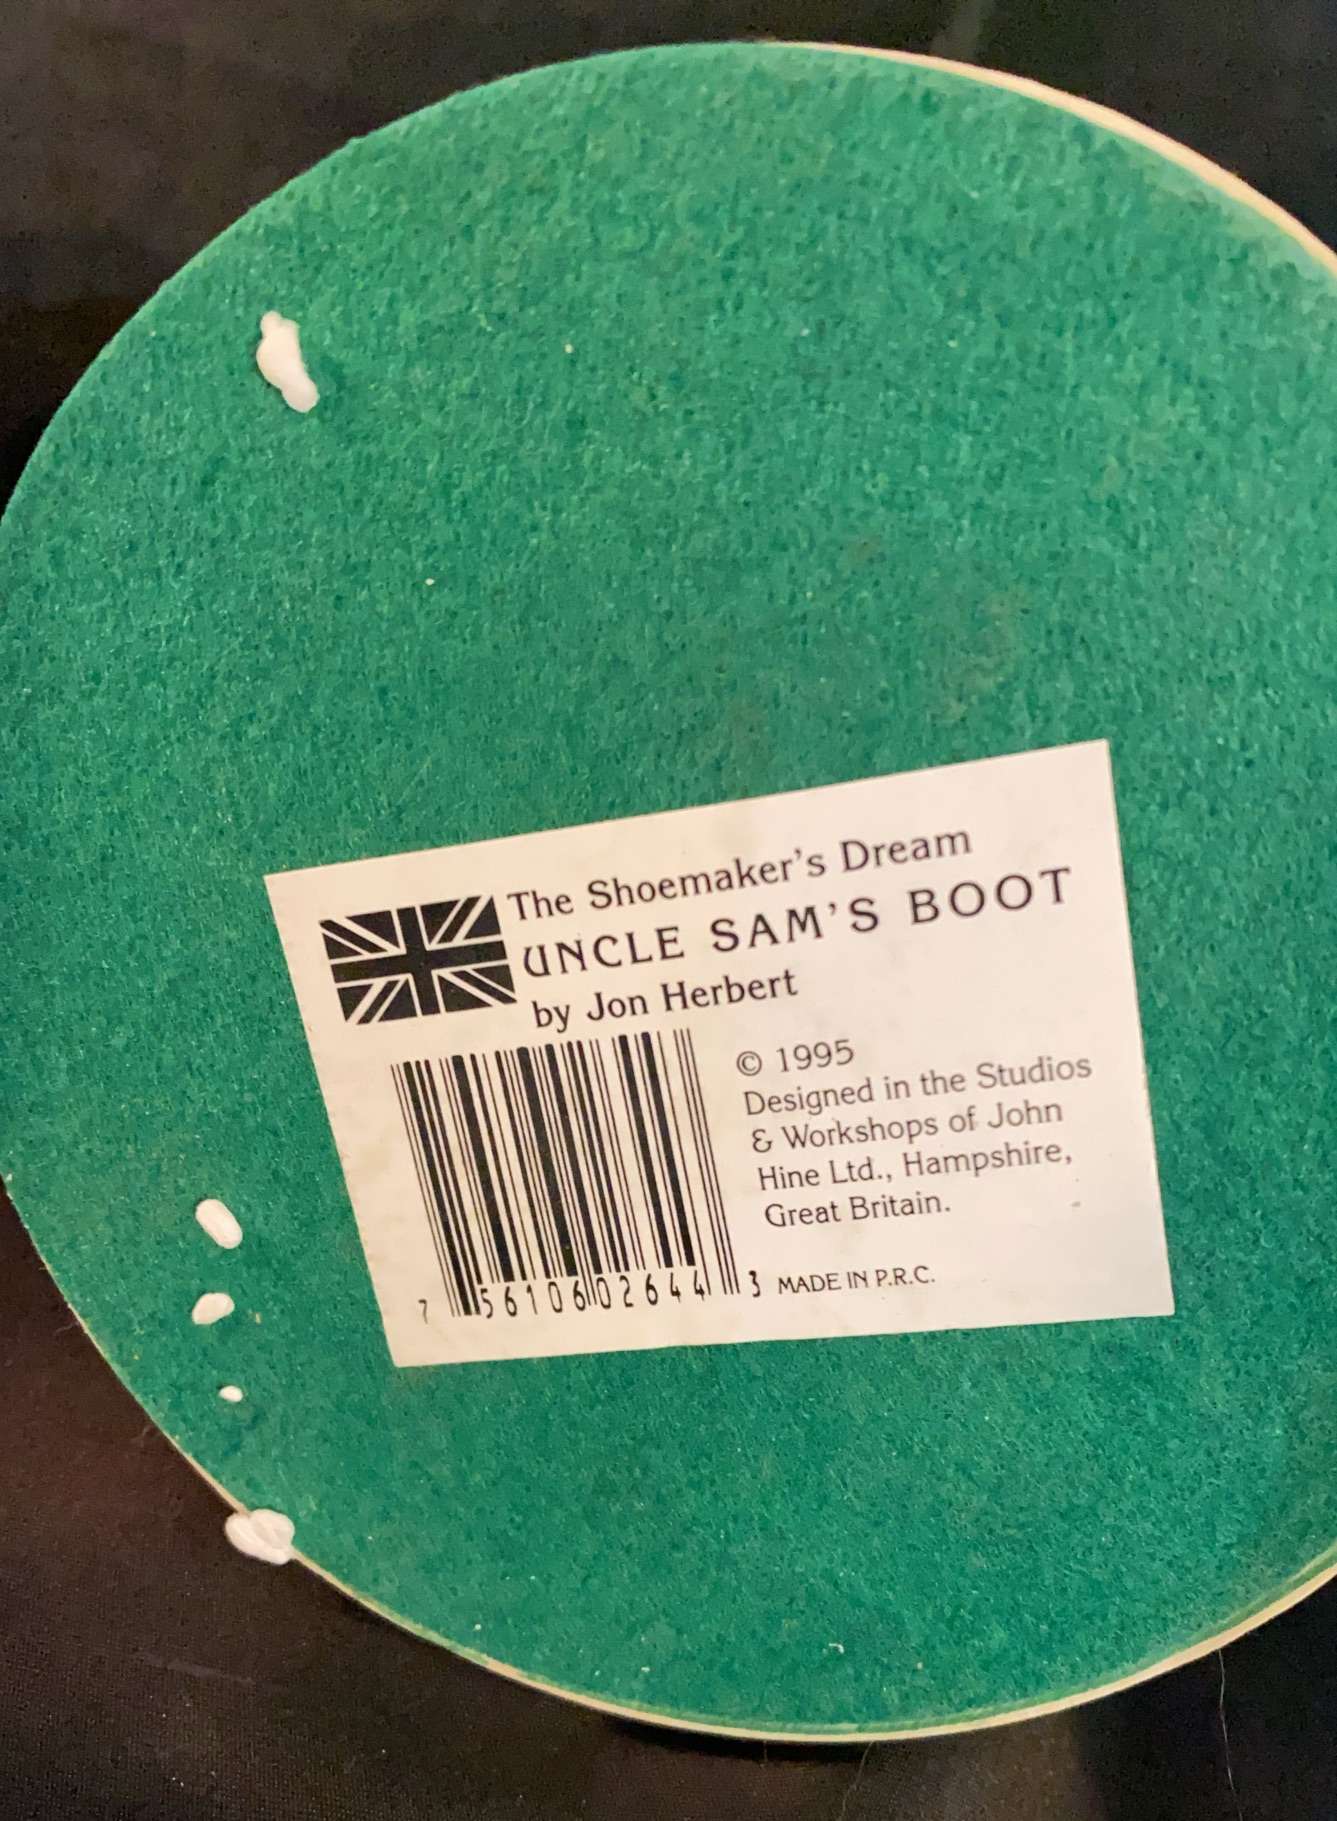 The Shoemaker's Dream
UNCLE SAM'S BOOT
by Jon Herbert
© 1995
Designed in the Studios
& Workshops of John
Hine Ltd., Hampshire,
Great Britain.
7 56106 02644 3 MADE IN P.R.C.